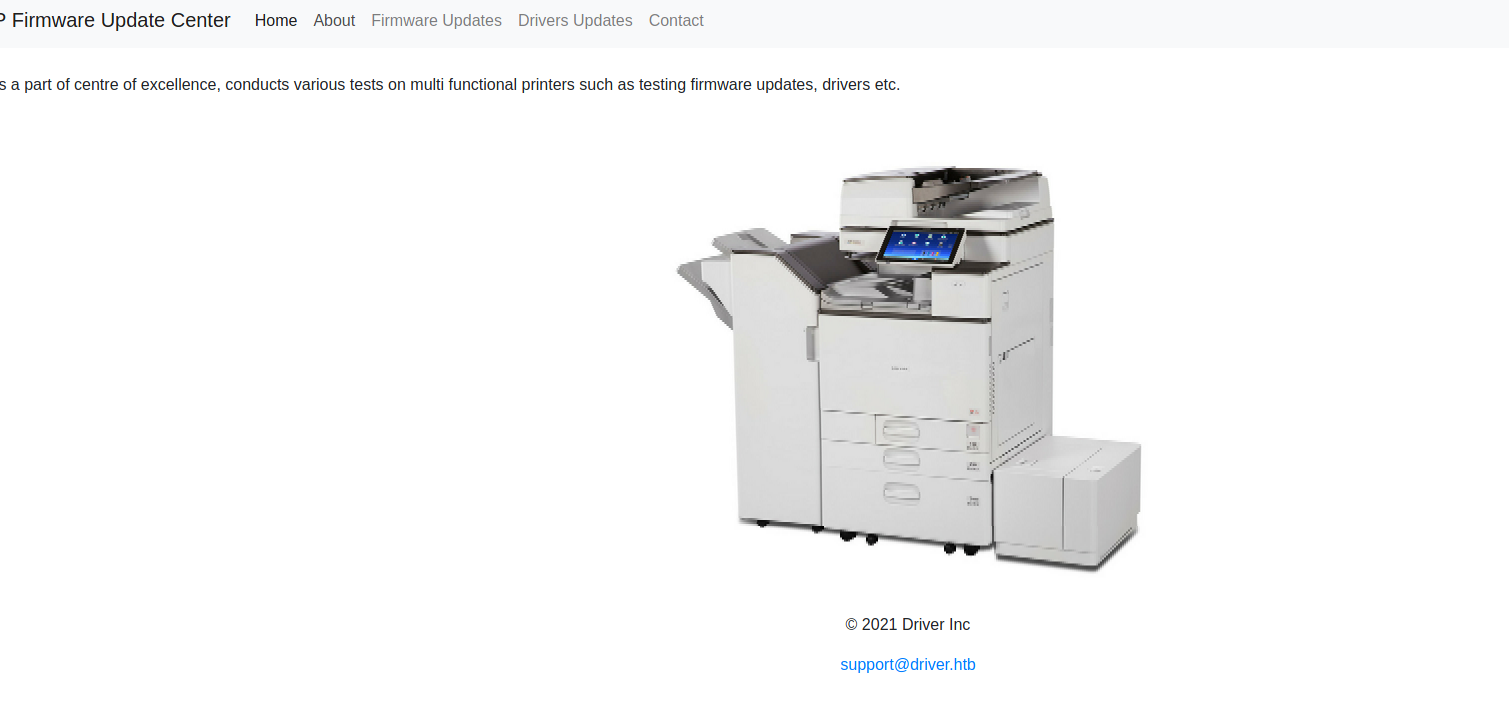 Firmware Update Center Home About Firmware Updates Drivers Updates Contact
a part of centre of excellence, conducts various tests on multi functional printers such as testing firmware updates, drivers etc.
© 2021 Driver Inc
support@driver.htb